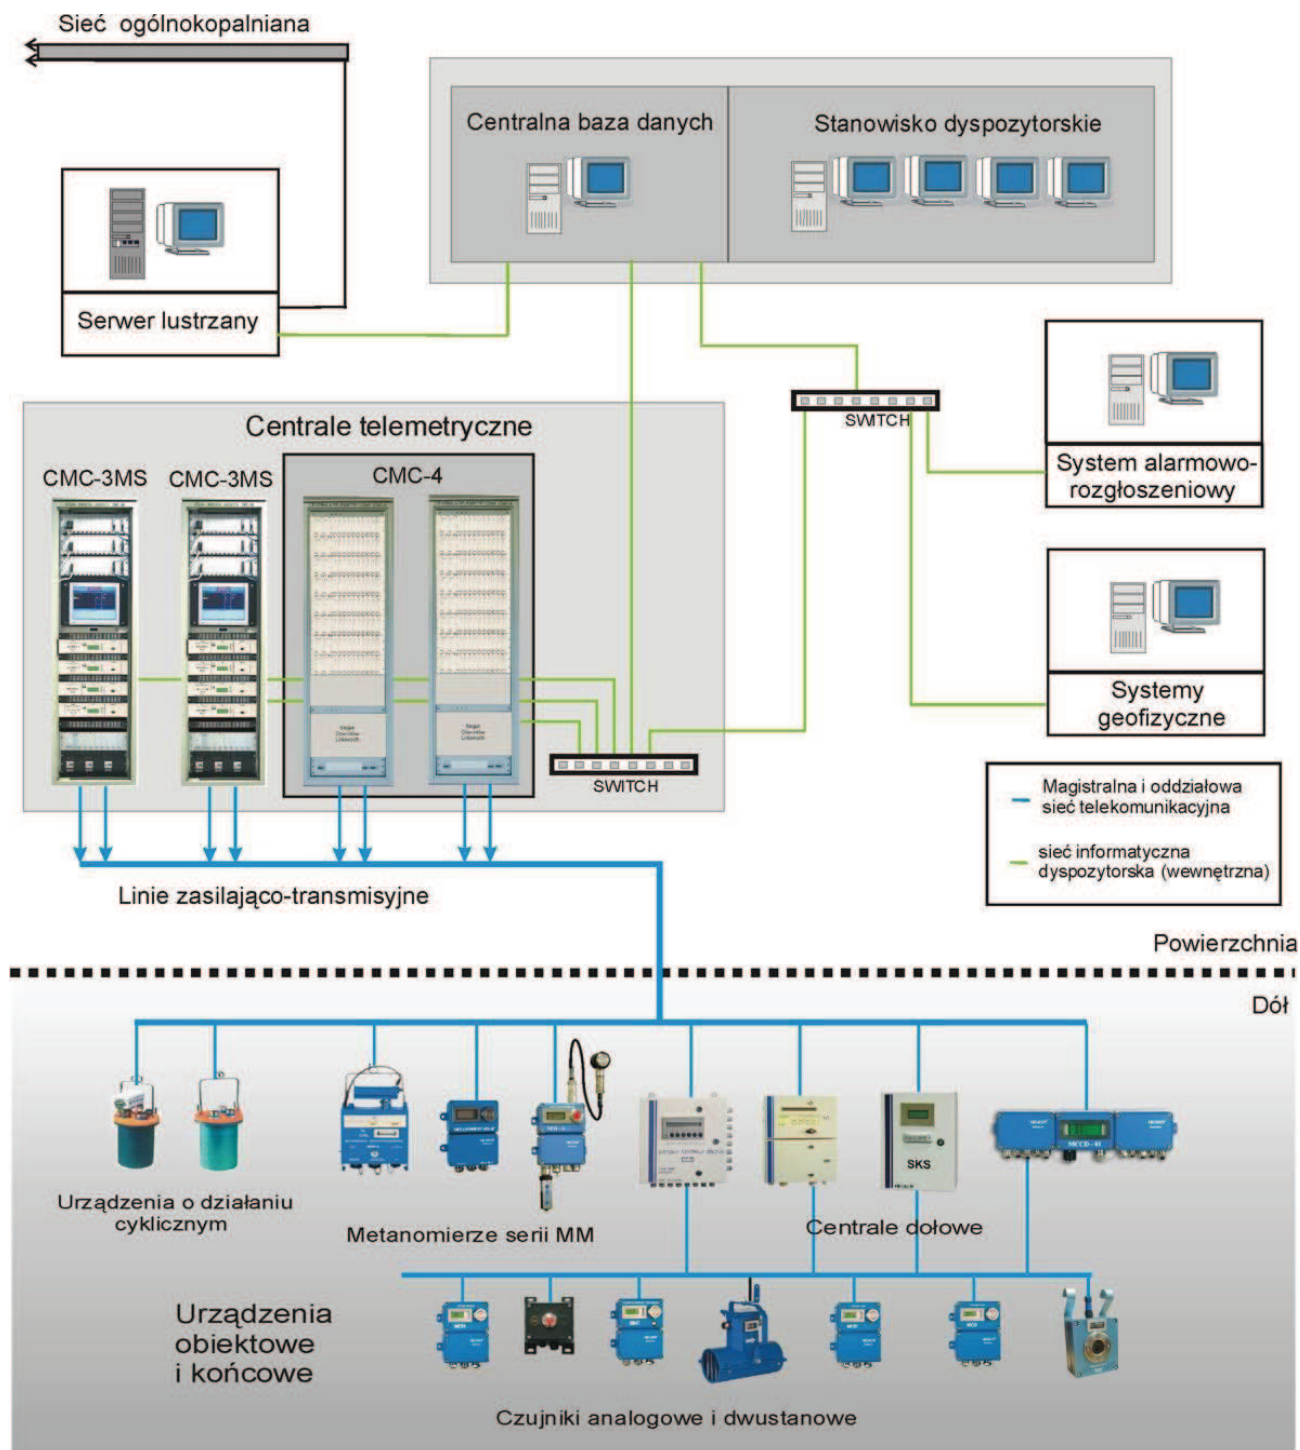 Sieć ogólnokopalniana
Centralna baza danych
Stanowisko dyspozytorskie
Serwer lustrzany
System alarmowo-
rozgłoszeniowy
SWITCH
Centrale telemetryczne
CMC-3MS
CMC-3MS
CMC-4
Systemy
geofizyczne
SWITCH
Magistralna i oddziałowa
sieć telekomunikacyjna
sieć informatyczna
dyspozytorska (wewnętrzna)
Linie zasilająco-transmisyjne
Powierzchnia
Dół
SKS
MCCD-01
Urządzenia o działaniu
cyklicznym
Metanomierze serii MM
Centrale dołowe
Urządzenia
obiektowe
i końcowe
Czujniki analogowe i dwustanowe